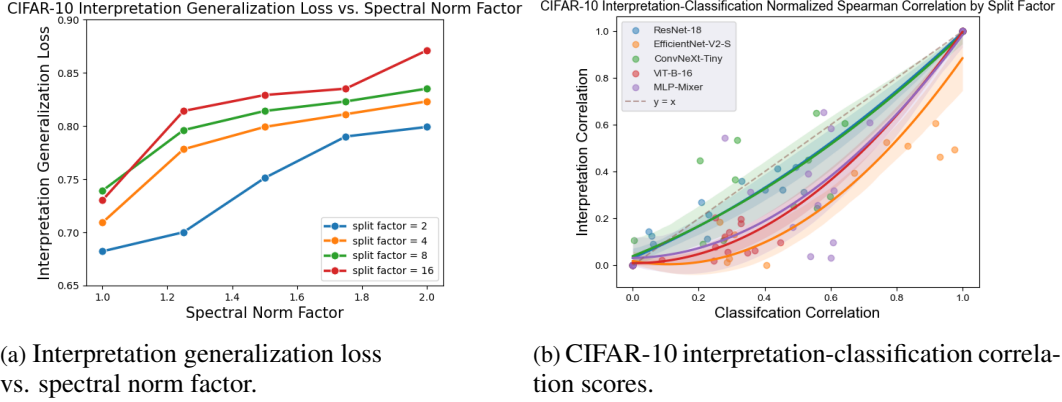 CIFAR-10 Interpretation Generalization Loss vs. Spectral Norm Factor
0.90
0.85
0.80
0.75
0.70
0.65
Interpretation Generalization Loss
split factor = 2
split factor = 4
split factor = 8
split factor = 16
1.0 1.2 1.4 1.6 1.8 2.0
Spectral Norm Factor
(a) Interpretation generalization loss
vs. spectral norm factor.
CIFAR-10 Interpretation-Classification Normalized Spearman Correlation by Split Factor
ResNet-18
EfficientNet-V2-S
ConvNeXt-Tiny
ViT-B-16
MLP-Mixer
y = x
1.0
0.8
0.6
0.4
0.2
0.0
Interpretation Correlation
0.0 0.2 0.4 0.6 0.8 1.0
Classifcation Correlation
(b) CIFAR-10 interpretation-classification correla-
tion scores.